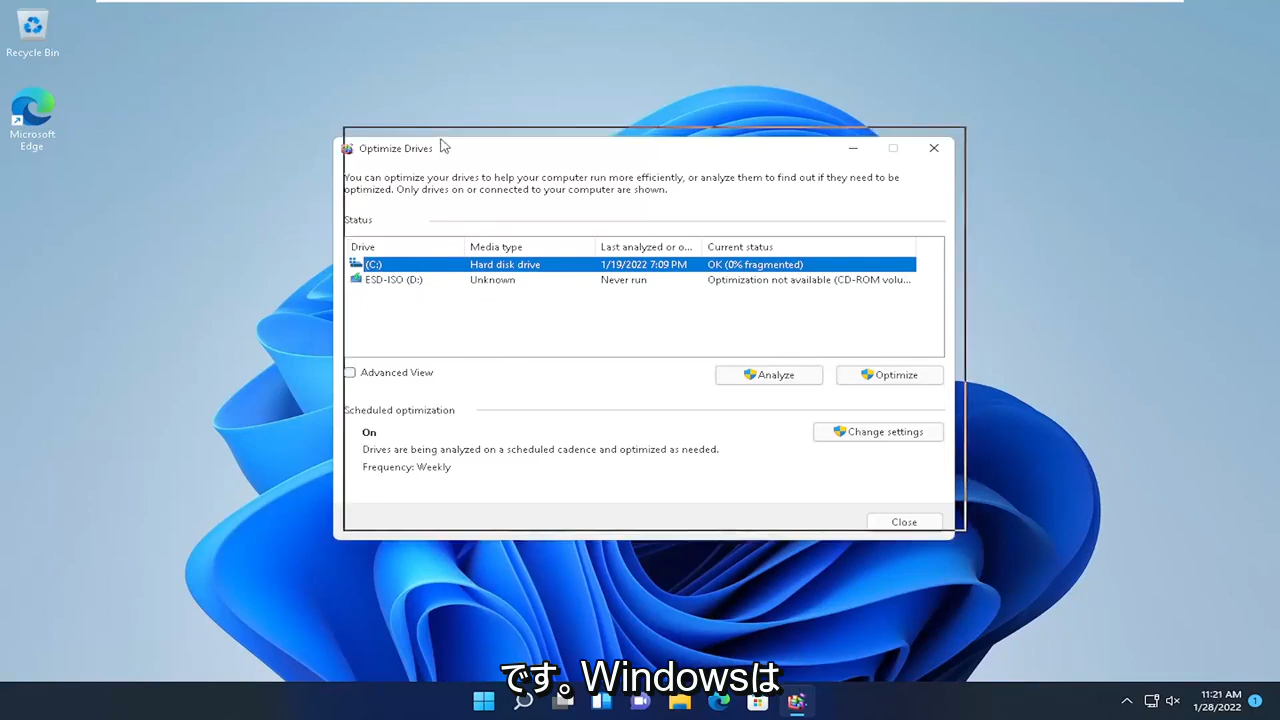 Recycle Bin
Microsoft
Edge
Optimize Drives
You can optimize your drives to help your computer run more efficiently, or analyze them to find out if they need to be
optimized. Only drives on or connected to your computer are shown.
Status
Drive Media type Last analyzed or o... Current status
(C:) Hard disk drive 1/19/2022 7:09 PM OK (0% fragmented)
ESD-ISO (D:) Unknown Never run Optimization not available (CD-ROM volu...
Advanced View Analyze Optimize
Scheduled optimization
On Change settings
Drives are being analyzed on a scheduled cadence and optimized as needed.
Frequency: Weekly
Close
です。Windowsは
11:21 AM
1/28/2022
1